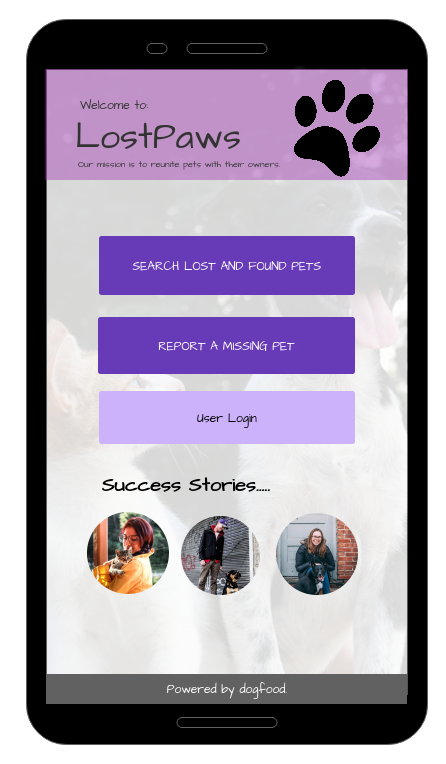 Welcome to:
LostPaws
Our mission is to reunite pets with their owners.
SEARCH LOST AND FOUND PETS
REPORT A MISSING PET
User Login
Success Stories.....
Powered by dogfood.